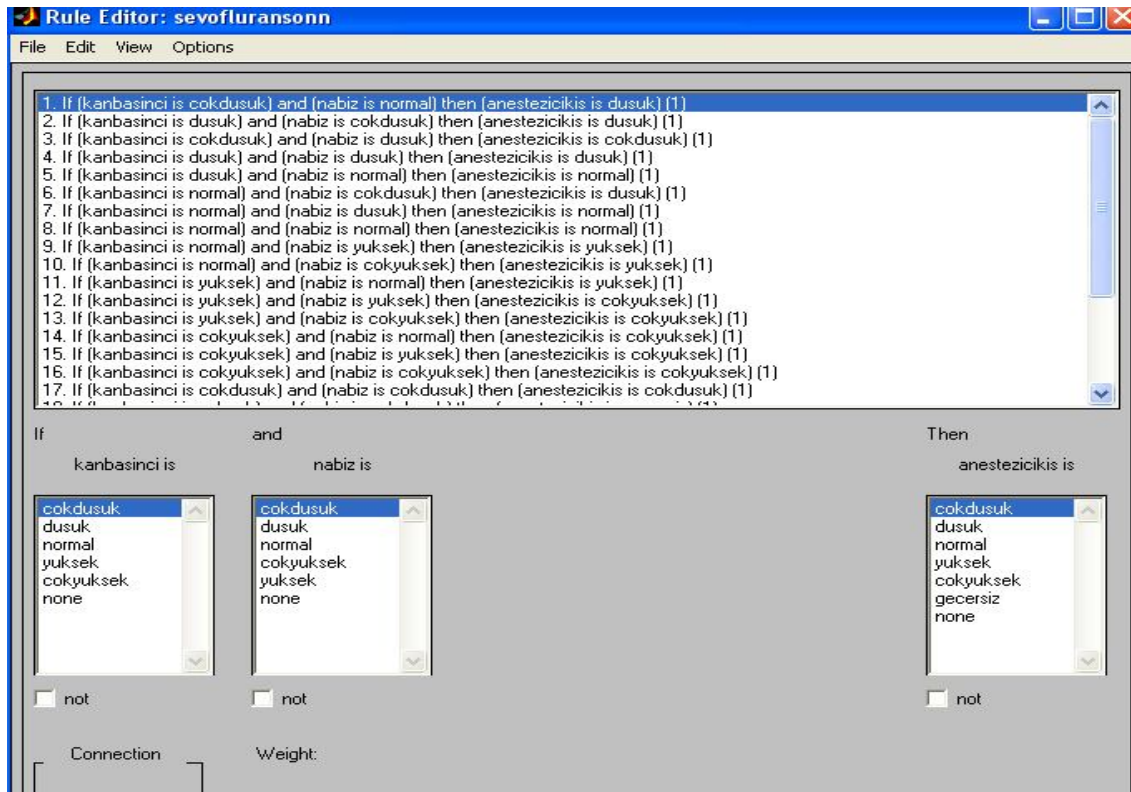 Rule Editor: sevofluransonn
File Edit View Options
1. If (kanbasinci is cokdusuk) and (nabiz is normal) then (anestezicikis is dusuk) (1)
2. If (kanbasinci is dusuk) and (nabiz is cokdusuk) then (anestezicikis is dusuk) (1)
3. If (kanbasinci is cokdusuk) and (nabiz is dusuk) then (anestezicikis is cokdusuk) (1)
4. If (kanbasinci is dusuk) and (nabiz is dusuk) then (anestezicikis is dusuk) (1)
5. If (kanbasinci is dusuk) and (nabiz is normal) then (anestezicikis is normal) (1)
6. If (kanbasinci is normal) and (nabiz is cokdusuk) then (anestezicikis is dusuk) (1)
7. If (kanbasinci is normal) and (nabiz is dusuk) then (anestezicikis is normal) (1)
8. If (kanbasinci is normal) and (nabiz is normal) then (anestezicikis is normal) (1)
9. If (kanbasinci is normal) and (nabiz is yuksek) then (anestezicikis is yuksek) (1)
10. If (kanbasinci is normal) and (nabiz is cokyuksek) then (anestezicikis is yuksek) (1)
11. If (kanbasinci is yuksek) and (nabiz is normal) then (anestezicikis is yuksek) (1)
12. If (kanbasinci is yuksek) and (nabiz is yuksek) then (anestezicikis is cokyuksek) (1)
13. If (kanbasinci is yuksek) and (nabiz is cokyuksek) then (anestezicikis is cokyuksek) (1)
14. If (kanbasinci is cokyuksek) and (nabiz is normal) then (anestezicikis is cokyuksek) (1)
15. If (kanbasinci is cokyuksek) and (nabiz is yuksek) then (anestezicikis is cokyuksek) (1)
16. If (kanbasinci is cokyuksek) and (nabiz is cokyuksek) then (anestezicikis is cokyuksek) (1)
17. If (kanbasinci is cokdusuk) and (nabiz is cokdusuk) then (anestezicikis is cokdusuk) (1)
If and Then
kanbasinci is nabiz is anestezicikis is
cokdusuk
dusuk
normal
yuksek
cokyuksek
none
cokdusuk
dusuk
normal
cokyuksek
yuksek
none
cokdusuk
dusuk
normal
yuksek
cokyuksek
gecersiz
none
not not not
Connection Weight: